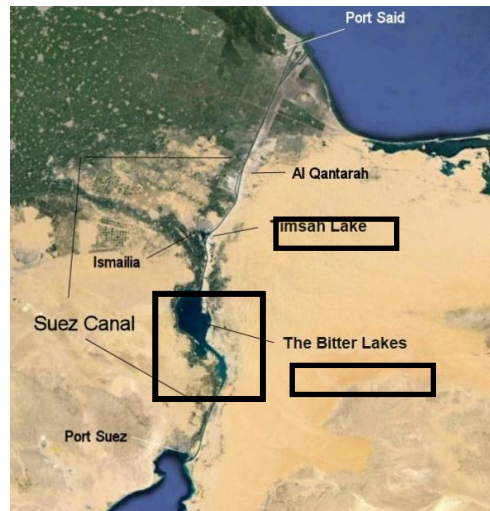 Port Said
Al Qantarah
Timsah Lake
Ismailia
Suez Canal
The Bitter Lakes
Port Suez